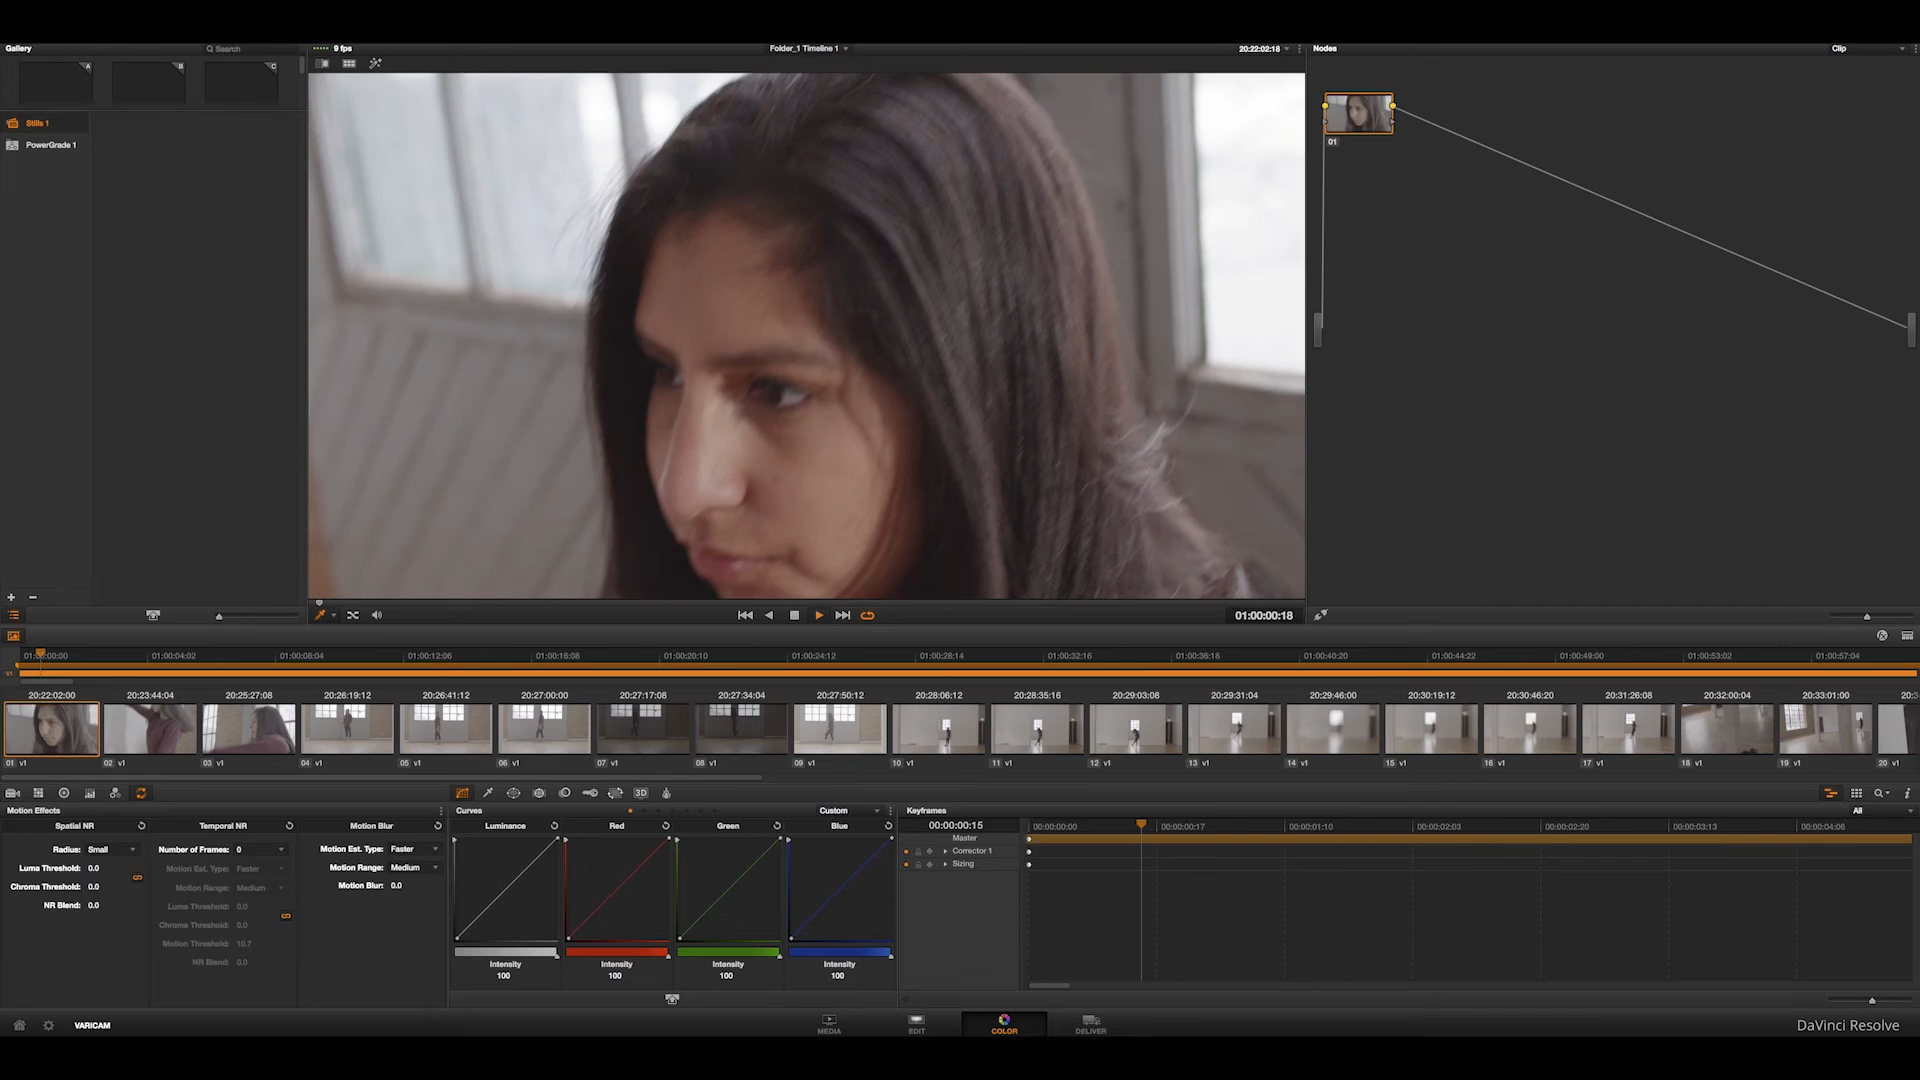 Gallery
Search
9 fps
Folder_1 Timeline 1
20:22:02:18
Nodes
Clip
A
B
C
Stills 1
PowerGrade 1
01
01:00:00:18
01:00:00:00 01:00:04:02 01:00:08:04 01:00:12:06 01:00:16:08 01:00:20:10 01:00:24:12 01:00:28:14 01:00:32:16 01:00:36:18 01:00:40:20 01:00:44:22 01:00:49:00 01:00:53:02 01:00:57:04
V1
20:22:02:00 20:23:44:04 20:25:27:08 20:26:19:12 20:26:41:12 20:27:00:00 20:27:17:08 20:27:34:04 20:27:50:12 20:28:06:12 20:28:35:16 20:29:03:08 20:29:31:04 20:29:46:00 20:30:19:12 20:30:46:20 20:31:26:08 20:32:00:04 20:33:01:00 20:3
01 v1 02 v1 03 v1 04 v1 05 v1 06 v1 07 v1 08 v1 09 v1 10 v1 11 v1 12 v1 13 v1 14 v1 15 v1 16 v1 17 v1 18 v1 19 v1 20 v1
3D
Motion Effects
Spatial NR
Radius: Small
Luma Threshold: 0.0
Chroma Threshold: 0.0
NR Blend: 0.0
Temporal NR
Number of Frames: 0
Motion Est. Type: Faster
Motion Range: Medium
Luma Threshold: 0.0
Chroma Threshold: 0.0
Motion Threshold: 10.7
NR Blend: 0.0
Motion Blur
Motion Est. Type: Faster
Motion Range: Medium
Motion Blur: 0.0
Curves
Custom
Luminance Red Green Blue
Intensity Intensity Intensity Intensity
100 100 100 100
Keyframes
All
00:00:00:15
00:00:00:00 00:00:00:17 00:00:01:10 00:00:02:03 00:00:02:20 00:00:03:13 00:00:04:06
Master
Corrector 1
Sizing
VARICAM
MEDIA
EDIT
COLOR
DELIVER
DaVinci Resolve